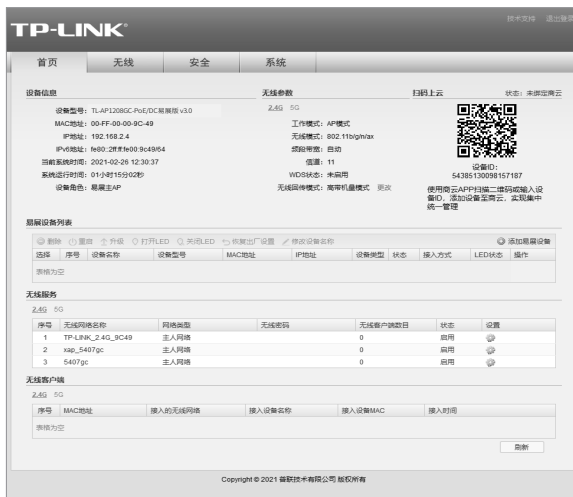 技术支持 退出登录
TP-LINK®
首页 无线 安全 系统
设备信息
设备型号: TL-AP1208GC-PoE/DC易展版 v3.0
MAC地址: 00-FF-00-00-9C-49
IP地址: 192.168.2.4
IPv6地址: fe80::2ff:ff:fe00:9c49/64
当前系统时间: 2021-02-26 12:30:37
系统运行时间: 01小时15分02秒
设备角色: 易展主AP
无线参数
2.4G 5G
工作模式: AP模式
无线模式: 802.11b/g/n/ax
频段带宽: 自动
信道: 11
WDS状态: 未启用
无线回传模式: 高带机量模式 更改
扫码上云 状态: 未绑定商云
设备ID:
54385130098157187
使用商云APP扫描二维码或输入设
备ID，添加设备至商云，实现集中
统一管理
易展设备列表
删除 重启 升级 打开LED 关闭LED 恢复出厂设置 修改设备名称 添加易展设备
选择 序号 设备名称 设备型号 MAC地址 IP地址 设备类型 状态 接入方式 LED状态 操作
表格为空
无线服务
2.4G 5G
序号 无线网络名称 网络类型 无线密码 无线客户端数目 状态 设置
1 TP-LINK_2.4G_9C49 主人网络 0 启用
2 xap_5407gc 主人网络 0 启用
3 5407gc 主人网络 0 启用
无线客户端
2.4G 5G
序号 MAC地址 接入的无线网络 接入设备名称 接入设备MAC 接入时间
表格为空
刷新
Copyright © 2021 普联技术有限公司 版权所有